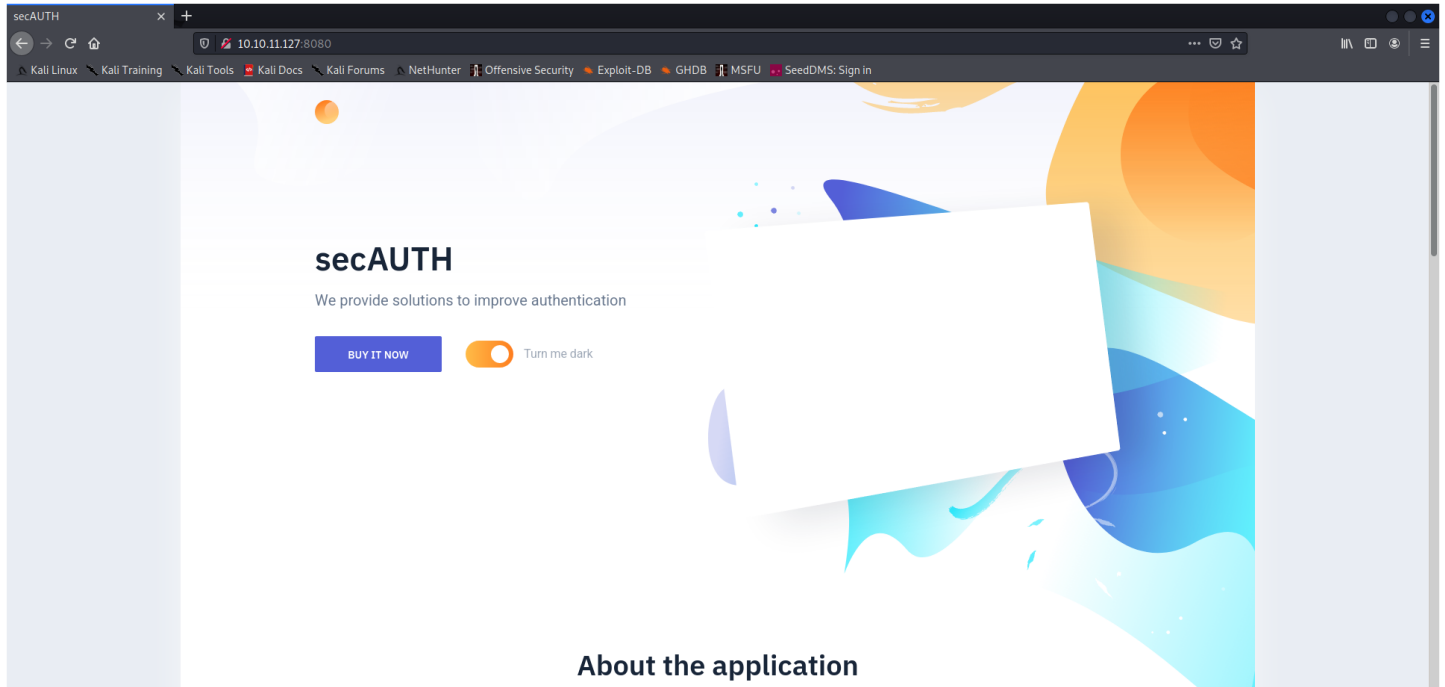 secAUTH
10.10.11.127:8080
Kali Linux Kali Training Kali Tools Kali Docs Kali Forums NetHunter Offensive Security Exploit-DB GHDB MSFU SeedDMS: Sign in
secAUTH
We provide solutions to improve authentication
BUY IT NOW Turn me dark
About the application